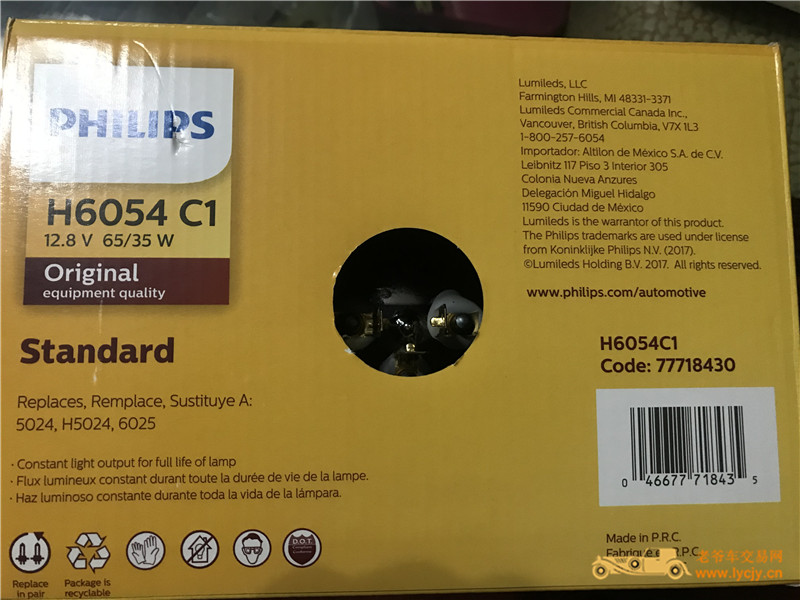 PHILIPS
H6054 C1
12.8 V 65/35 W
Original
equipment quality
Standard
Replaces, Remplace, Sustituye A:
5024, H5024, 6025
· Constant light output for full life of lamp
· Flux lumineux constant durant toute la durée de vie de la lampe.
· Haz luminoso constante durante toda la vida de la lámpara.
Replace
in pair
Package is
recyclable
D.O.T.
Lumileds, LLC
Farmington Hills, MI 48331-3371
Lumileds Commercial Canada Inc.,
Vancouver, British Columbia, V7X 1L3
1-800-257-6054
Importador: Altilon de México S.A. de C.V.
Leibnitz 117 Piso 3 Interior 305
Colonia Nueva Anzures
Delegación Miguel Hidalgo
11590 Ciudad de México
Lumileds is the warrantor of this product.
The Philips trademarks are used under license
from Koninklijke Philips N.V. (2017).
©Lumileds Holding B.V. 2017. All rights reserved.
www.philips.com/automotive
H6054C1
Code: 77718430
0 46677 71843 5
Made in P.R.C.
Fabriqué P.C.
老爷车交易网
www.lycjy.cn